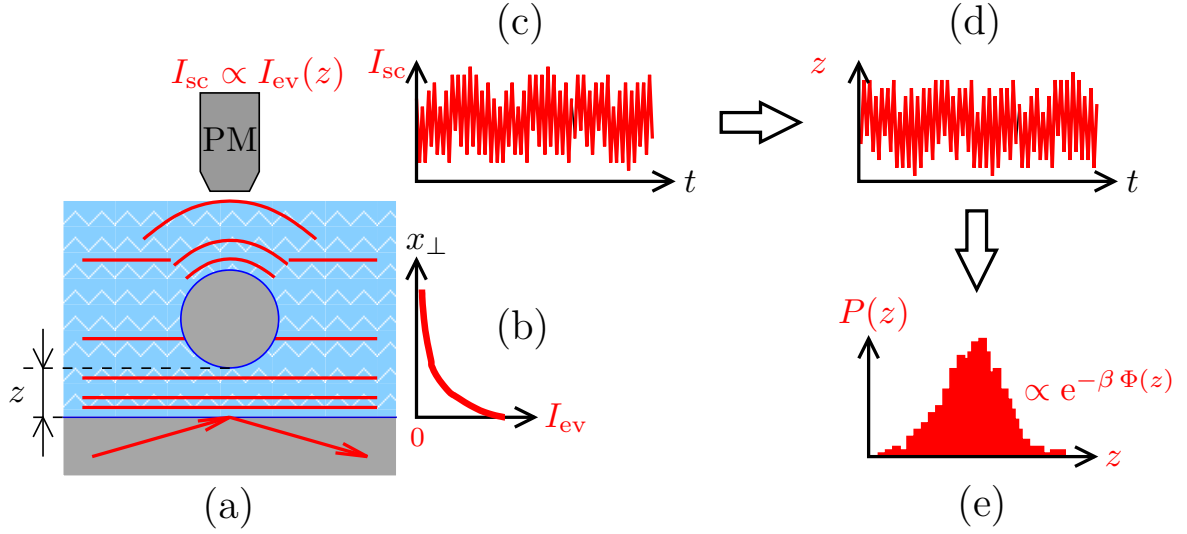 (c)
(d)
I_sc ∝ I_ev(z)
PM
I_sc
t
z
t
x_⊥
(b)
0
I_ev
z
(a)
P(z)
∝ e^{−β Φ(z)}
z
(e)